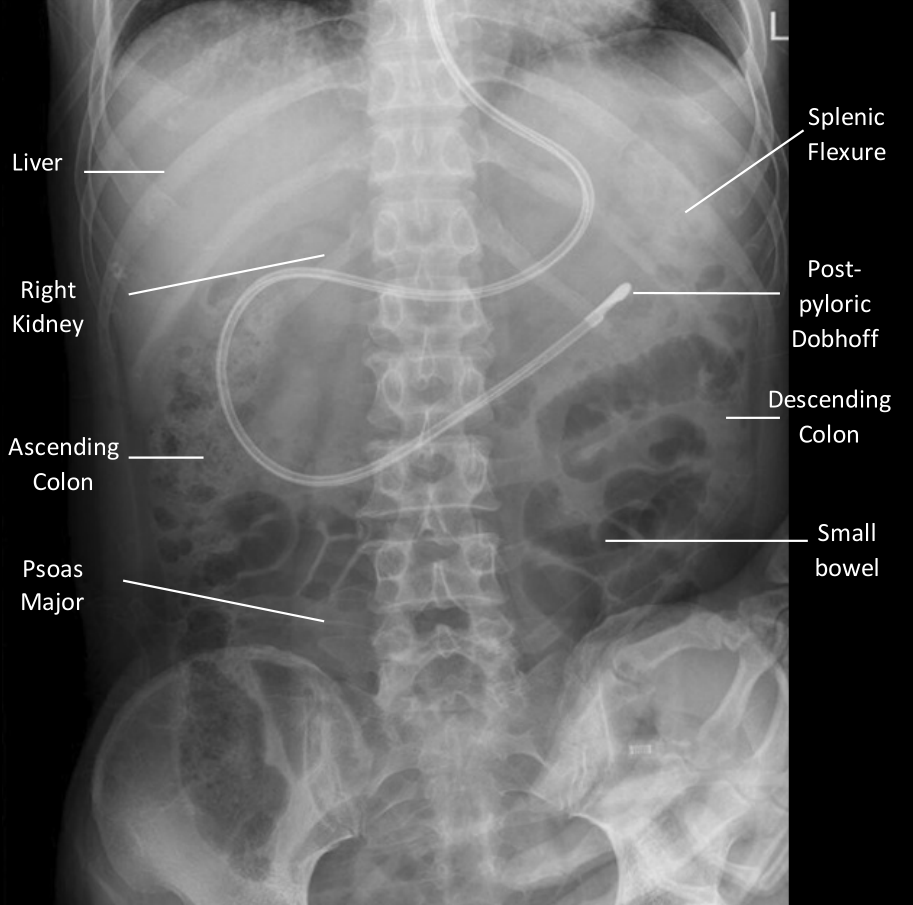 L
Liver
Splenic
Flexure
Right
Kidney
Post-
pyloric
Dobhoff
Ascending
Colon
Descending
Colon
Psoas
Major
Small
bowel